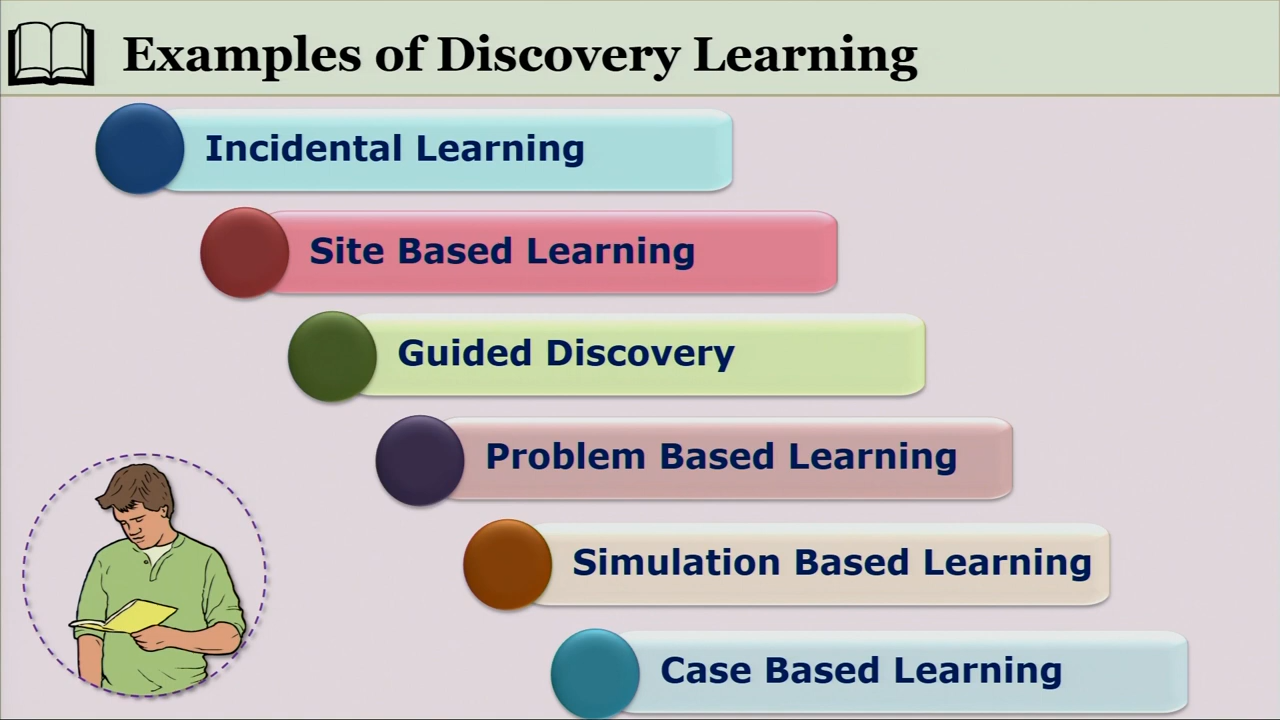 Examples of Discovery Learning
Incidental Learning
Site Based Learning
Guided Discovery
Problem Based Learning
Simulation Based Learning
Case Based Learning